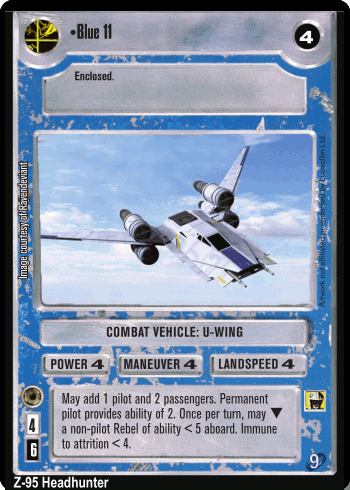 •Blue 11
4
Enclosed.
Image courtesy of Ravendeviant
COMBAT VEHICLE: U-WING
POWER 4
MANEUVER 4
LANDSPEED 4
May add 1 pilot and 2 passengers. Permanent
pilot provides ability of 2. Once per turn, may ▼
a non-pilot Rebel of ability < 5 aboard. Immune
to attrition < 4.
4
6
9
Z-95 Headhunter